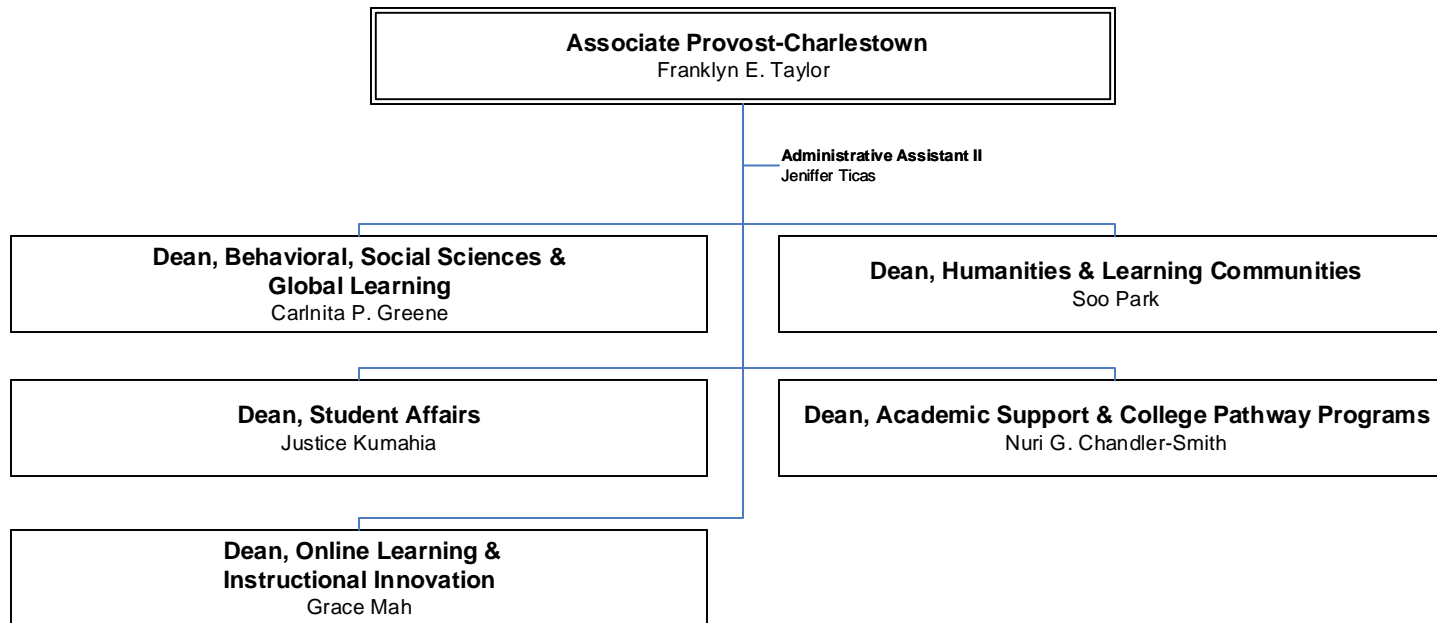 Associate Provost-Charlestown
Franklyn E. Taylor
Administrative Assistant II
Jeniffer Ticas
Dean, Behavioral, Social Sciences &
Global Learning
Carlnita P. Greene
Dean, Humanities & Learning Communities
Soo Park
Dean, Student Affairs
Justice Kumahia
Dean, Academic Support & College Pathway Programs
Nuri G. Chandler-Smith
Dean, Online Learning &
Instructional Innovation
Grace Mah